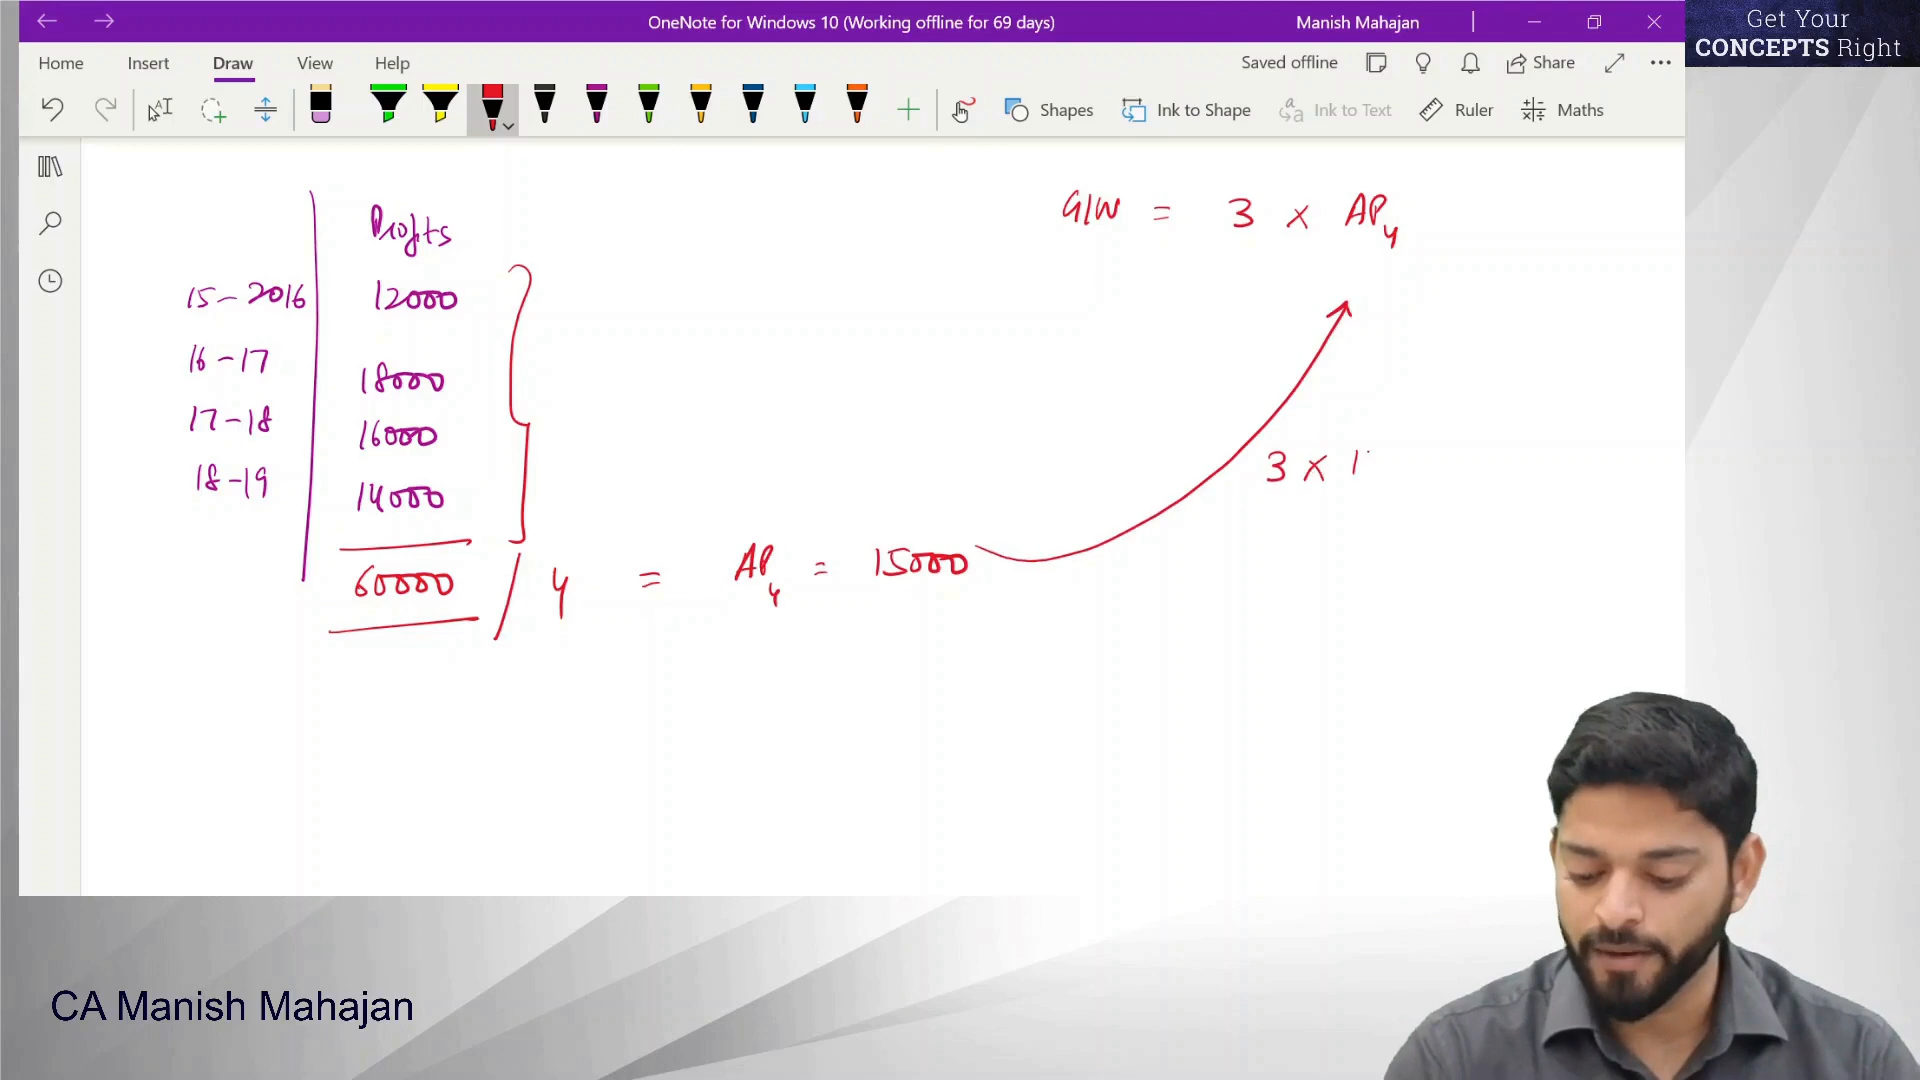 OneNote for Windows 10 (Working offline for 69 days)
Manish Mahajan
Get Your
CONCEPTS Right
Home Insert Draw View Help
Saved offline
Share
Shapes
Ink to Shape
Ink to Text
Ruler
Maths
Profits
G/W = 3 × AP4
15-2016 12000
16-17 18000
17-18 16000
18-19 14000
3 × 1
60000 / 4 = AP4 = 15000
CA Manish Mahajan